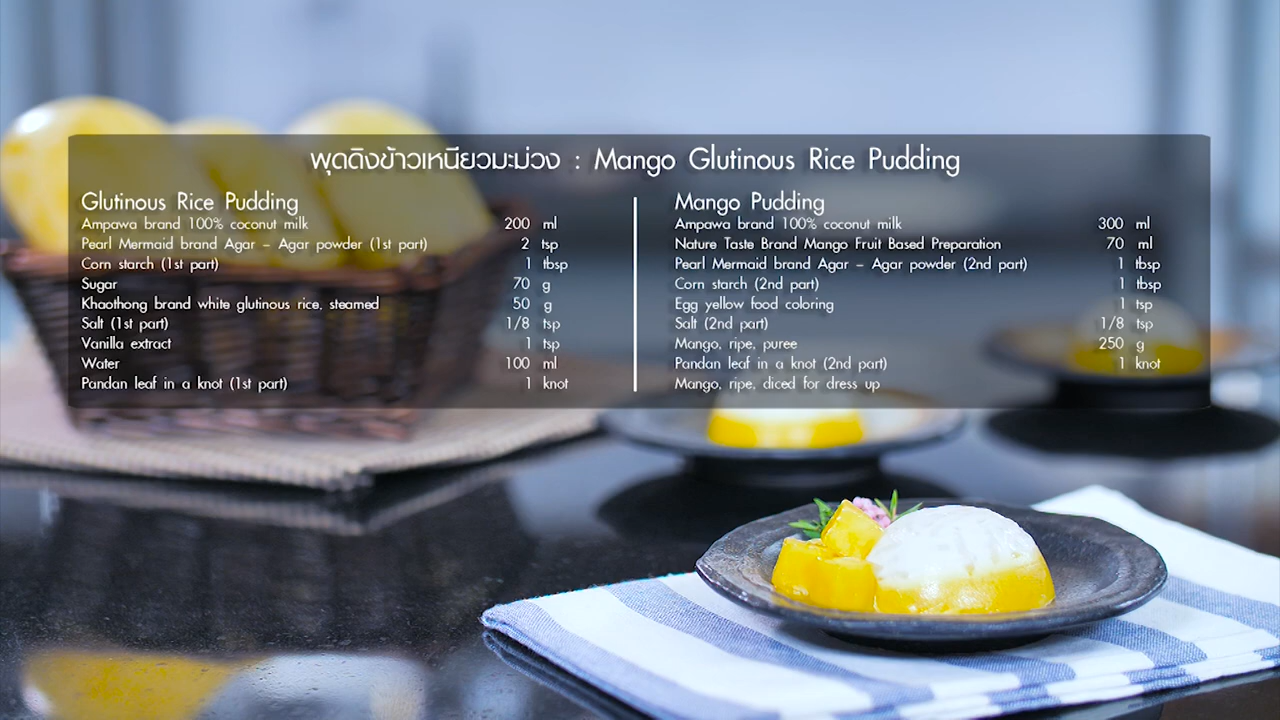 พุดดิงข้าวเหนียวมะม่วง : Mango Glutinous Rice Pudding
Glutinous Rice Pudding
Ampawa brand 100% coconut milk 200 ml
Pearl Mermaid brand Agar – Agar powder (1st part) 2 tsp
Corn starch (1st part) 1 tbsp
Sugar 70 g
Khaothong brand white glutinous rice, steamed 50 g
Salt (1st part) 1/8 tsp
Vanilla extract 1 tsp
Water 100 ml
Pandan leaf in a knot (1st part) 1 knot
Mango Pudding
Ampawa brand 100% coconut milk 300 ml
Nature Taste Brand Mango Fruit Based Preparation 70 ml
Pearl Mermaid brand Agar – Agar powder (2nd part) 1 tbsp
Corn starch (2nd part) 1 tbsp
Egg yellow food coloring 1 tsp
Salt (2nd part) 1/8 tsp
Mango, ripe, puree 250 g
Pandan leaf in a knot (2nd part) 1 knot
Mango, ripe, diced for dress up